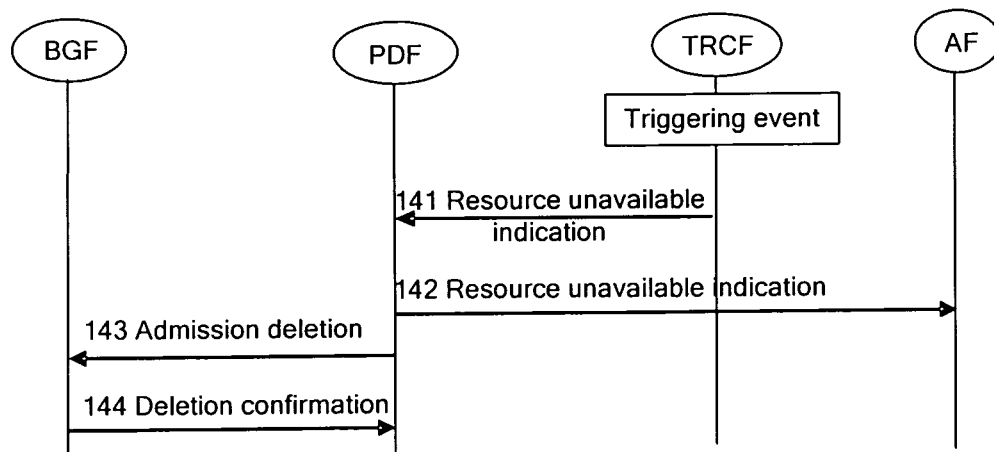 BGF
PDF
TRCF
AF
Triggering event
141 Resource unavailable
indication
142 Resource unavailable indication
143 Admission deletion
144 Deletion confirmation